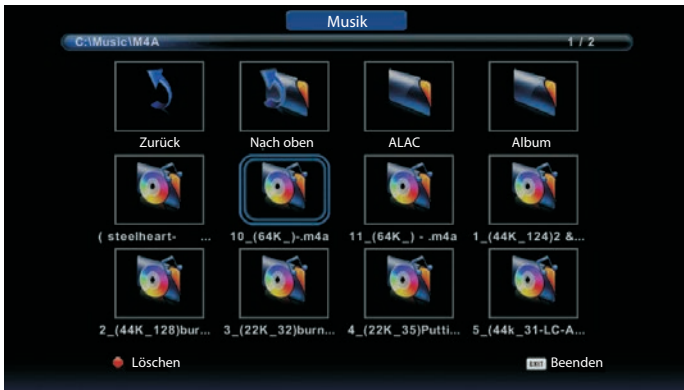 Musik
C:\Music\M4A 1 / 2
Zurück Nach oben ALAC Album
( steelheart- ... 10_(64K_)-.m4a 11_(64K_) - .m4a 1_(44K_124)2 &...
2_(44K_128)bur... 3_(22K_32)burn... 4_(22K_35)Putti... 5_(44k_31-LC-A...
Löschen EXIT Beenden